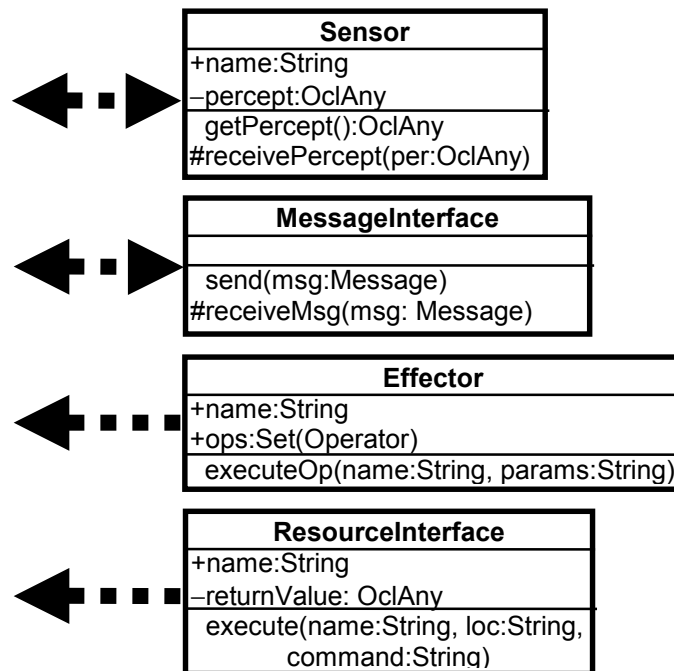 Sensor
+name:String
–percept:OclAny
getPercept():OclAny
#receivePercept(per:OclAny)
MessageInterface
send(msg:Message)
#receiveMsg(msg: Message)
Effector
+name:String
+ops:Set(Operator)
executeOp(name:String, params:String)
ResourceInterface
+name:String
–returnValue: OclAny
execute(name:String, loc:String,
command:String)